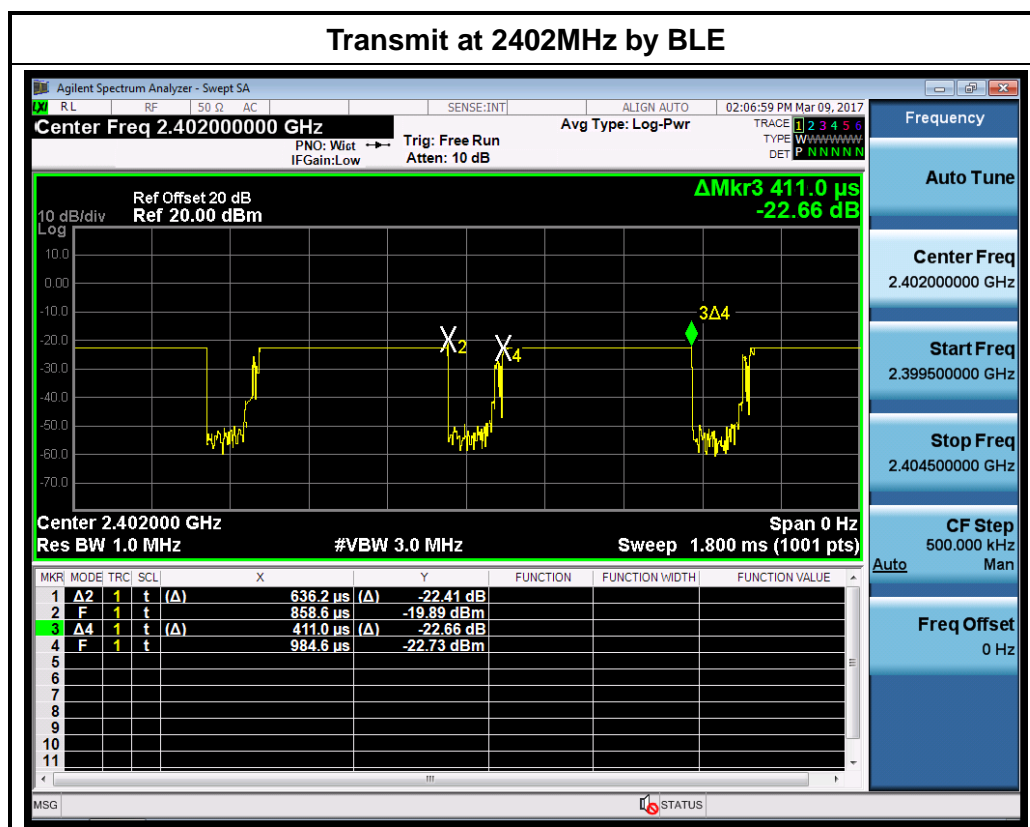 Transmit at 2402MHz by BLE
Agilent Spectrum Analyzer - Swept SA
LXI RL RF 50 Ω AC SENSE:INT ALIGN AUTO 02:06:59 PM Mar 09, 2017
Center Freq 2.402000000 GHz
PNO: Wist
IFGain:Low
Trig: Free Run
Atten: 10 dB
Avg Type: Log-Pwr
TRACE 1 2 3 4 5 6
TYPE WWWWWW
DET P N N N N N
ΔMkr3 411.0 µs
-22.66 dB
Ref Offset 20 dB
10 dB/div Ref 20.00 dBm
Log
10.0
0.00
-10.0
-20.0
-30.0
-40.0
-50.0
-60.0
-70.0
2
4
3Δ4
Center 2.402000 GHz Span 0 Hz
Res BW 1.0 MHz #VBW 3.0 MHz Sweep 1.800 ms (1001 pts)
MKR MODE TRC SCL X Y FUNCTION FUNCTION WIDTH FUNCTION VALUE
1 Δ2 1 t (Δ) 636.2 µs (Δ) -22.41 dB
2 F 1 t 858.6 µs -19.89 dBm
3 Δ4 1 t (Δ) 411.0 µs (Δ) -22.66 dB
4 F 1 t 984.6 µs -22.73 dBm
5
6
7
8
9
10
11
MSG STATUS
Frequency
Auto Tune
Center Freq
2.402000000 GHz
Start Freq
2.399500000 GHz
Stop Freq
2.404500000 GHz
CF Step
500.000 kHz
Auto Man
Freq Offset
0 Hz